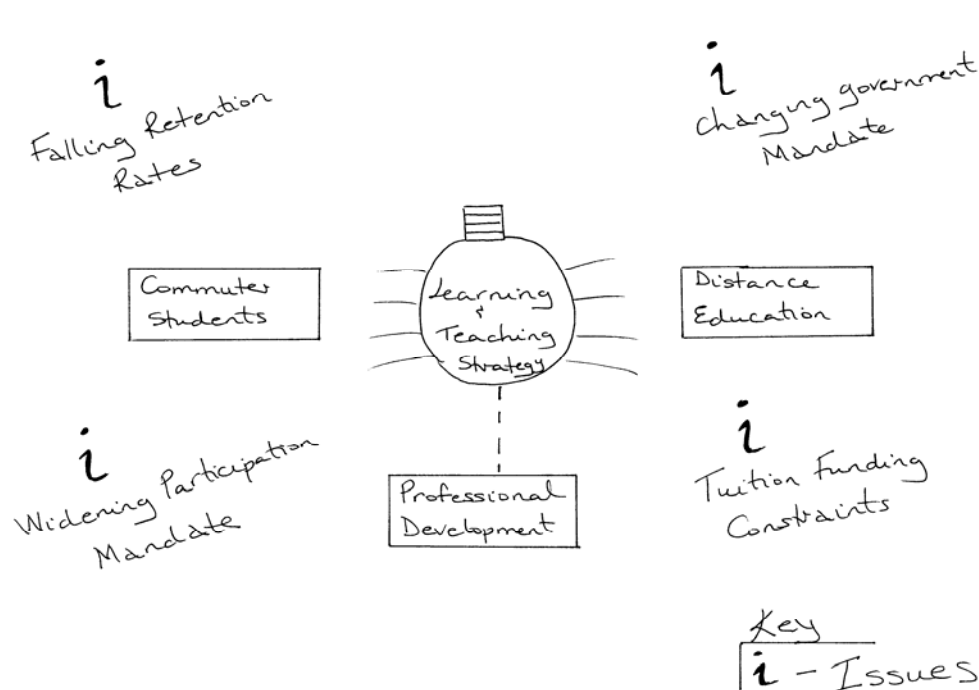 i
Falling Retention
Rates
i
Changing government
Mandate
Commuter
Students
Learning
&
Teaching
Strategy
Distance
Education
i
Widening Participation
Mandate
Professional
Development
i
Tuition Funding
Constraints
Key
i - Issues